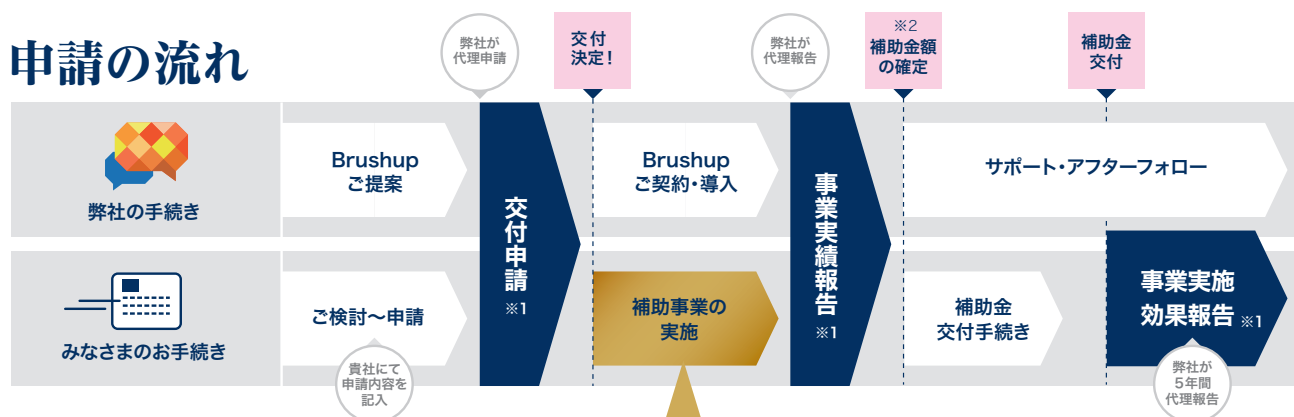 申請の流れ
弊社が
代理申請
交付
決定！
弊社が
代理報告
※2
補助金額
の確定
補助金
交付
弊社の手続き
Brushup
ご提案
交付申請
※1
Brushup
ご契約・導入
事業実績報告
※1
サポート・アフターフォロー
みなさまのお手続き
ご検討〜申請
貴社にて
申請内容を
記入
補助事業の
実施
補助金
交付手続き
事業実施
効果報告 ※1
弊社が
5年間
代理報告